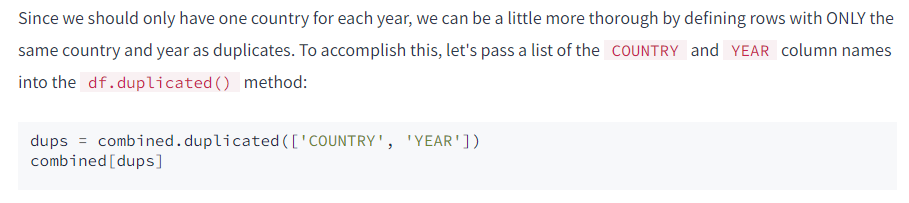 Since we should only have one country for each year, we can be a little more thorough by defining rows with ONLY the
same country and year as duplicates. To accomplish this, let's pass a list of the COUNTRY and YEAR column names
into the df.duplicated() method:
dups = combined.duplicated(['COUNTRY', 'YEAR'])
combined[dups]